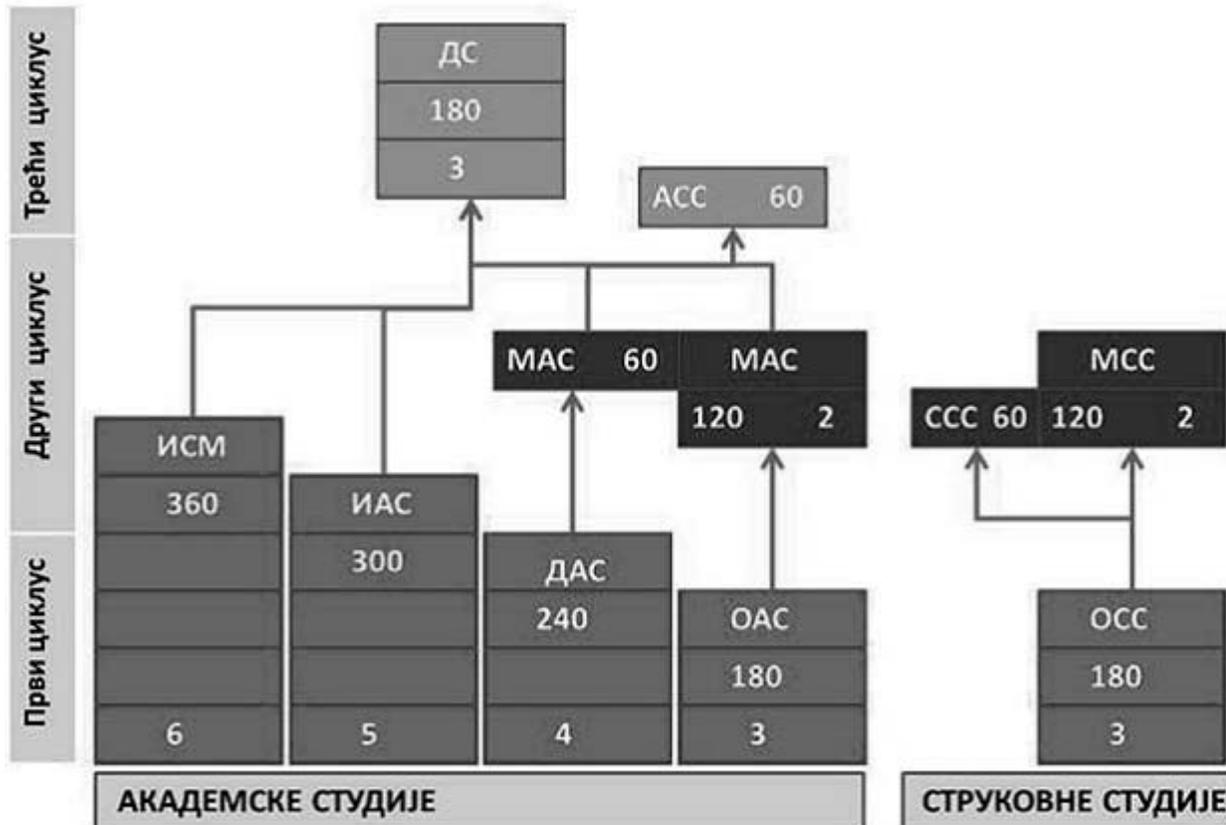 Трећи циклус
ДС
180
3
АСС 60
Други циклус
МАС 60
МАС
120 2
МСС
ССС 60
120 2
ИСМ
360
ИАС
300
Први циклус
ДАС
240
ОАС
180
ОСС
180
6
5
4
3
3
АКАДЕМСКЕ СТУДИЈЕ
СТРУКОВНЕ СТУДИЈЕ